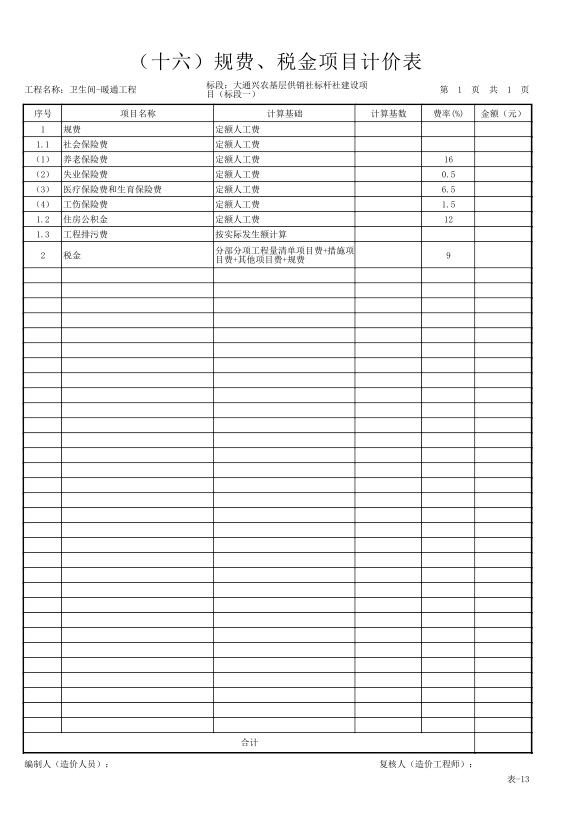 （十六）规费、税金项目计价表
工程名称：卫生间-暖通工程 标段：大通兴农基层供销社标杆社建设项目（标段一） 第 1 页 共 1 页
序号 项目名称 计算基础 计算基数 费率(%) 金额（元）
1 规费 定额人工费
1.1 社会保险费 定额人工费
（1） 养老保险费 定额人工费 16
（2） 失业保险费 定额人工费 0.5
（3） 医疗保险费和生育保险费 定额人工费 6.5
（4） 工伤保险费 定额人工费 1.5
1.2 住房公积金 定额人工费 12
1.3 工程排污费 按实际发生额计算
2 税金 分部分项工程量清单项目费+措施项目费+其他项目费+规费 9
合计
编制人（造价人员）： 复核人（造价工程师）：
表-13